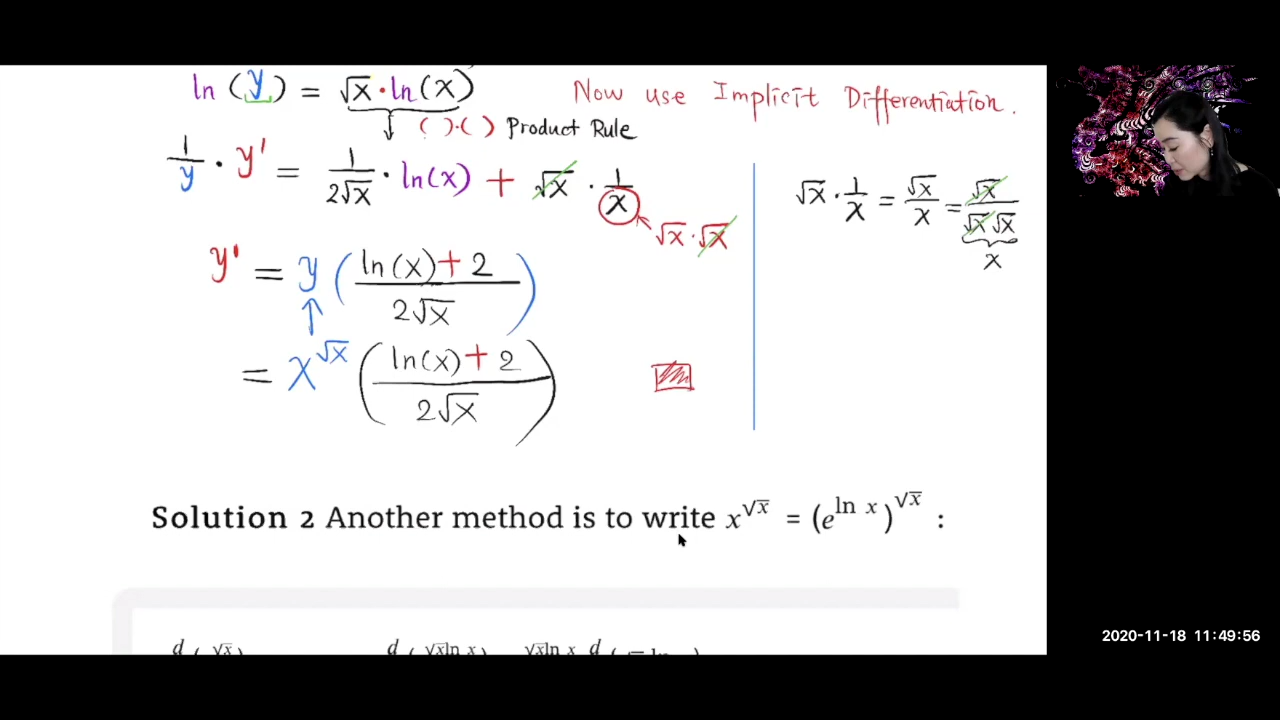 ln (y) = √x · ln(x)
Now use Implicit Differentiation.
( )·( ) Product Rule
1/y · y' = 1/(2√x) · ln(x) + √x · 1/x
√x · √x
√x · 1/x = √x/x = √x/(√x√x)
x
y' = y ( (ln(x) + 2)/(2√x) )
= x^√x ( (ln(x) + 2)/(2√x) )
Solution 2 Another method is to write x^√x = (e^(ln x))^√x :
2020-11-18 11:49:56